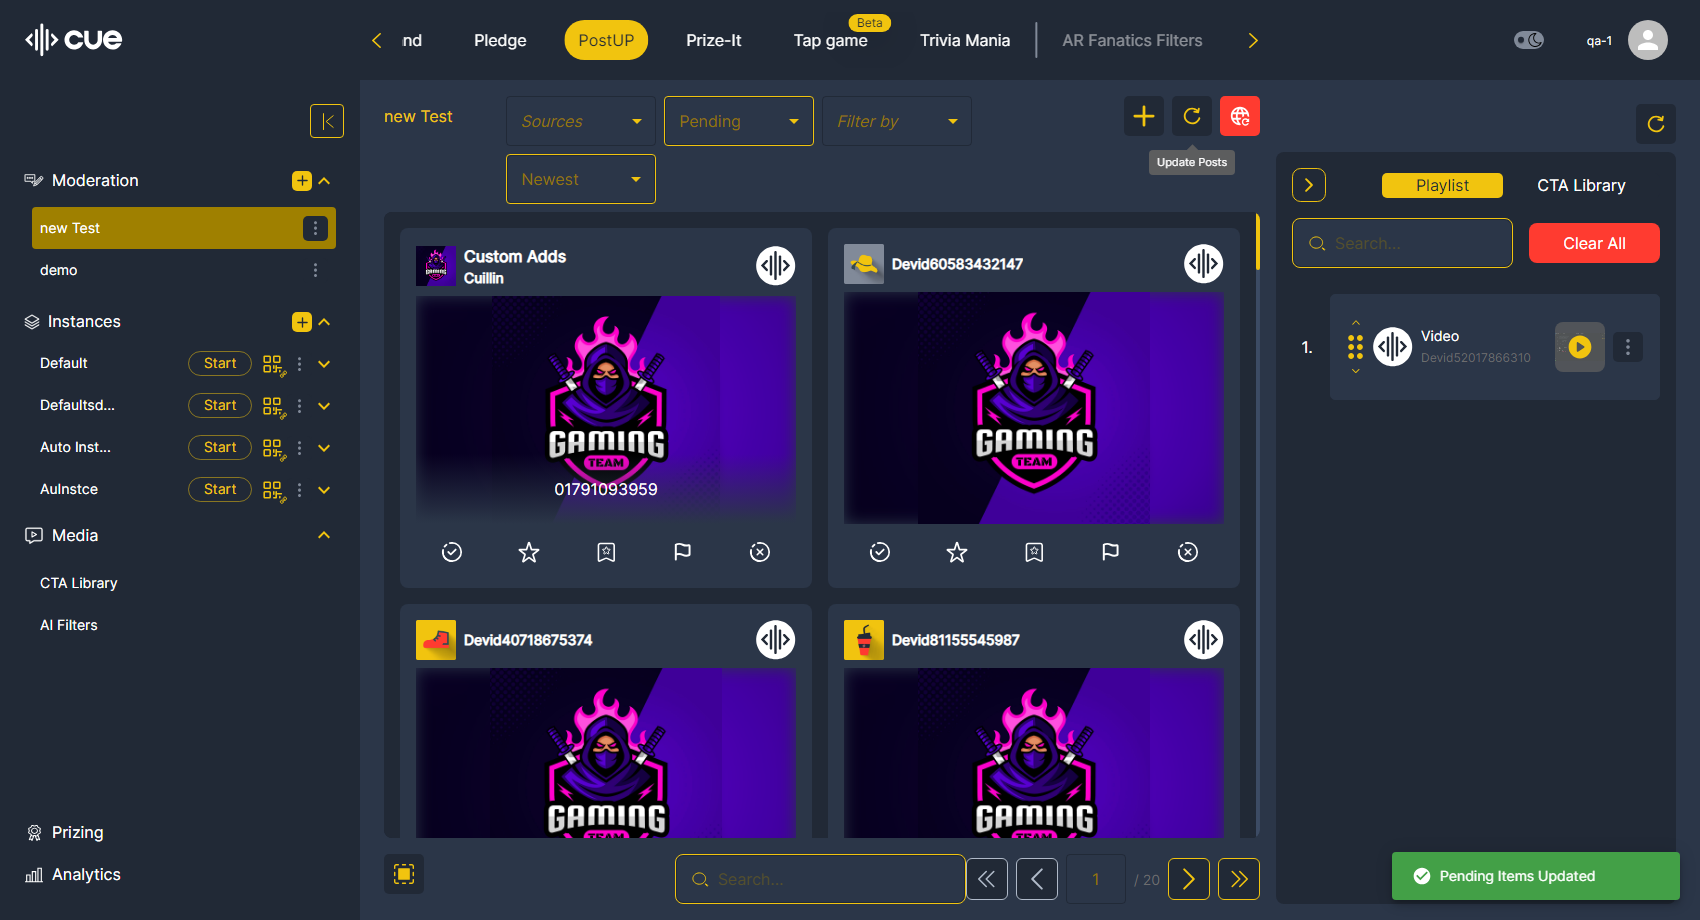 cue
nd
Pledge
PostUP
Prize-It
Beta
Tap game
Trivia Mania
AR Fanatics Filters
qa-1
Moderation
new Test
demo
Instances
Default
Start
Defaultsd...
Start
Auto Inst...
Start
AuInstce
Start
Media
CTA Library
AI Filters
Prizing
Analytics
new Test
Sources
Pending
Filter by
Newest
Update Posts
Custom Adds
Cuillin
GAMING
GAMING
TEAM
01791093959
Devid60583432147
GAMING
TEAM
Devid40718675374
GAMING
TEAM
Devid81155545987
GAMING
TEAM
Search...
1
/ 20
Playlist
CTA Library
Search...
Clear All
1.
Video
Devid52017866310
Pending Items Updated